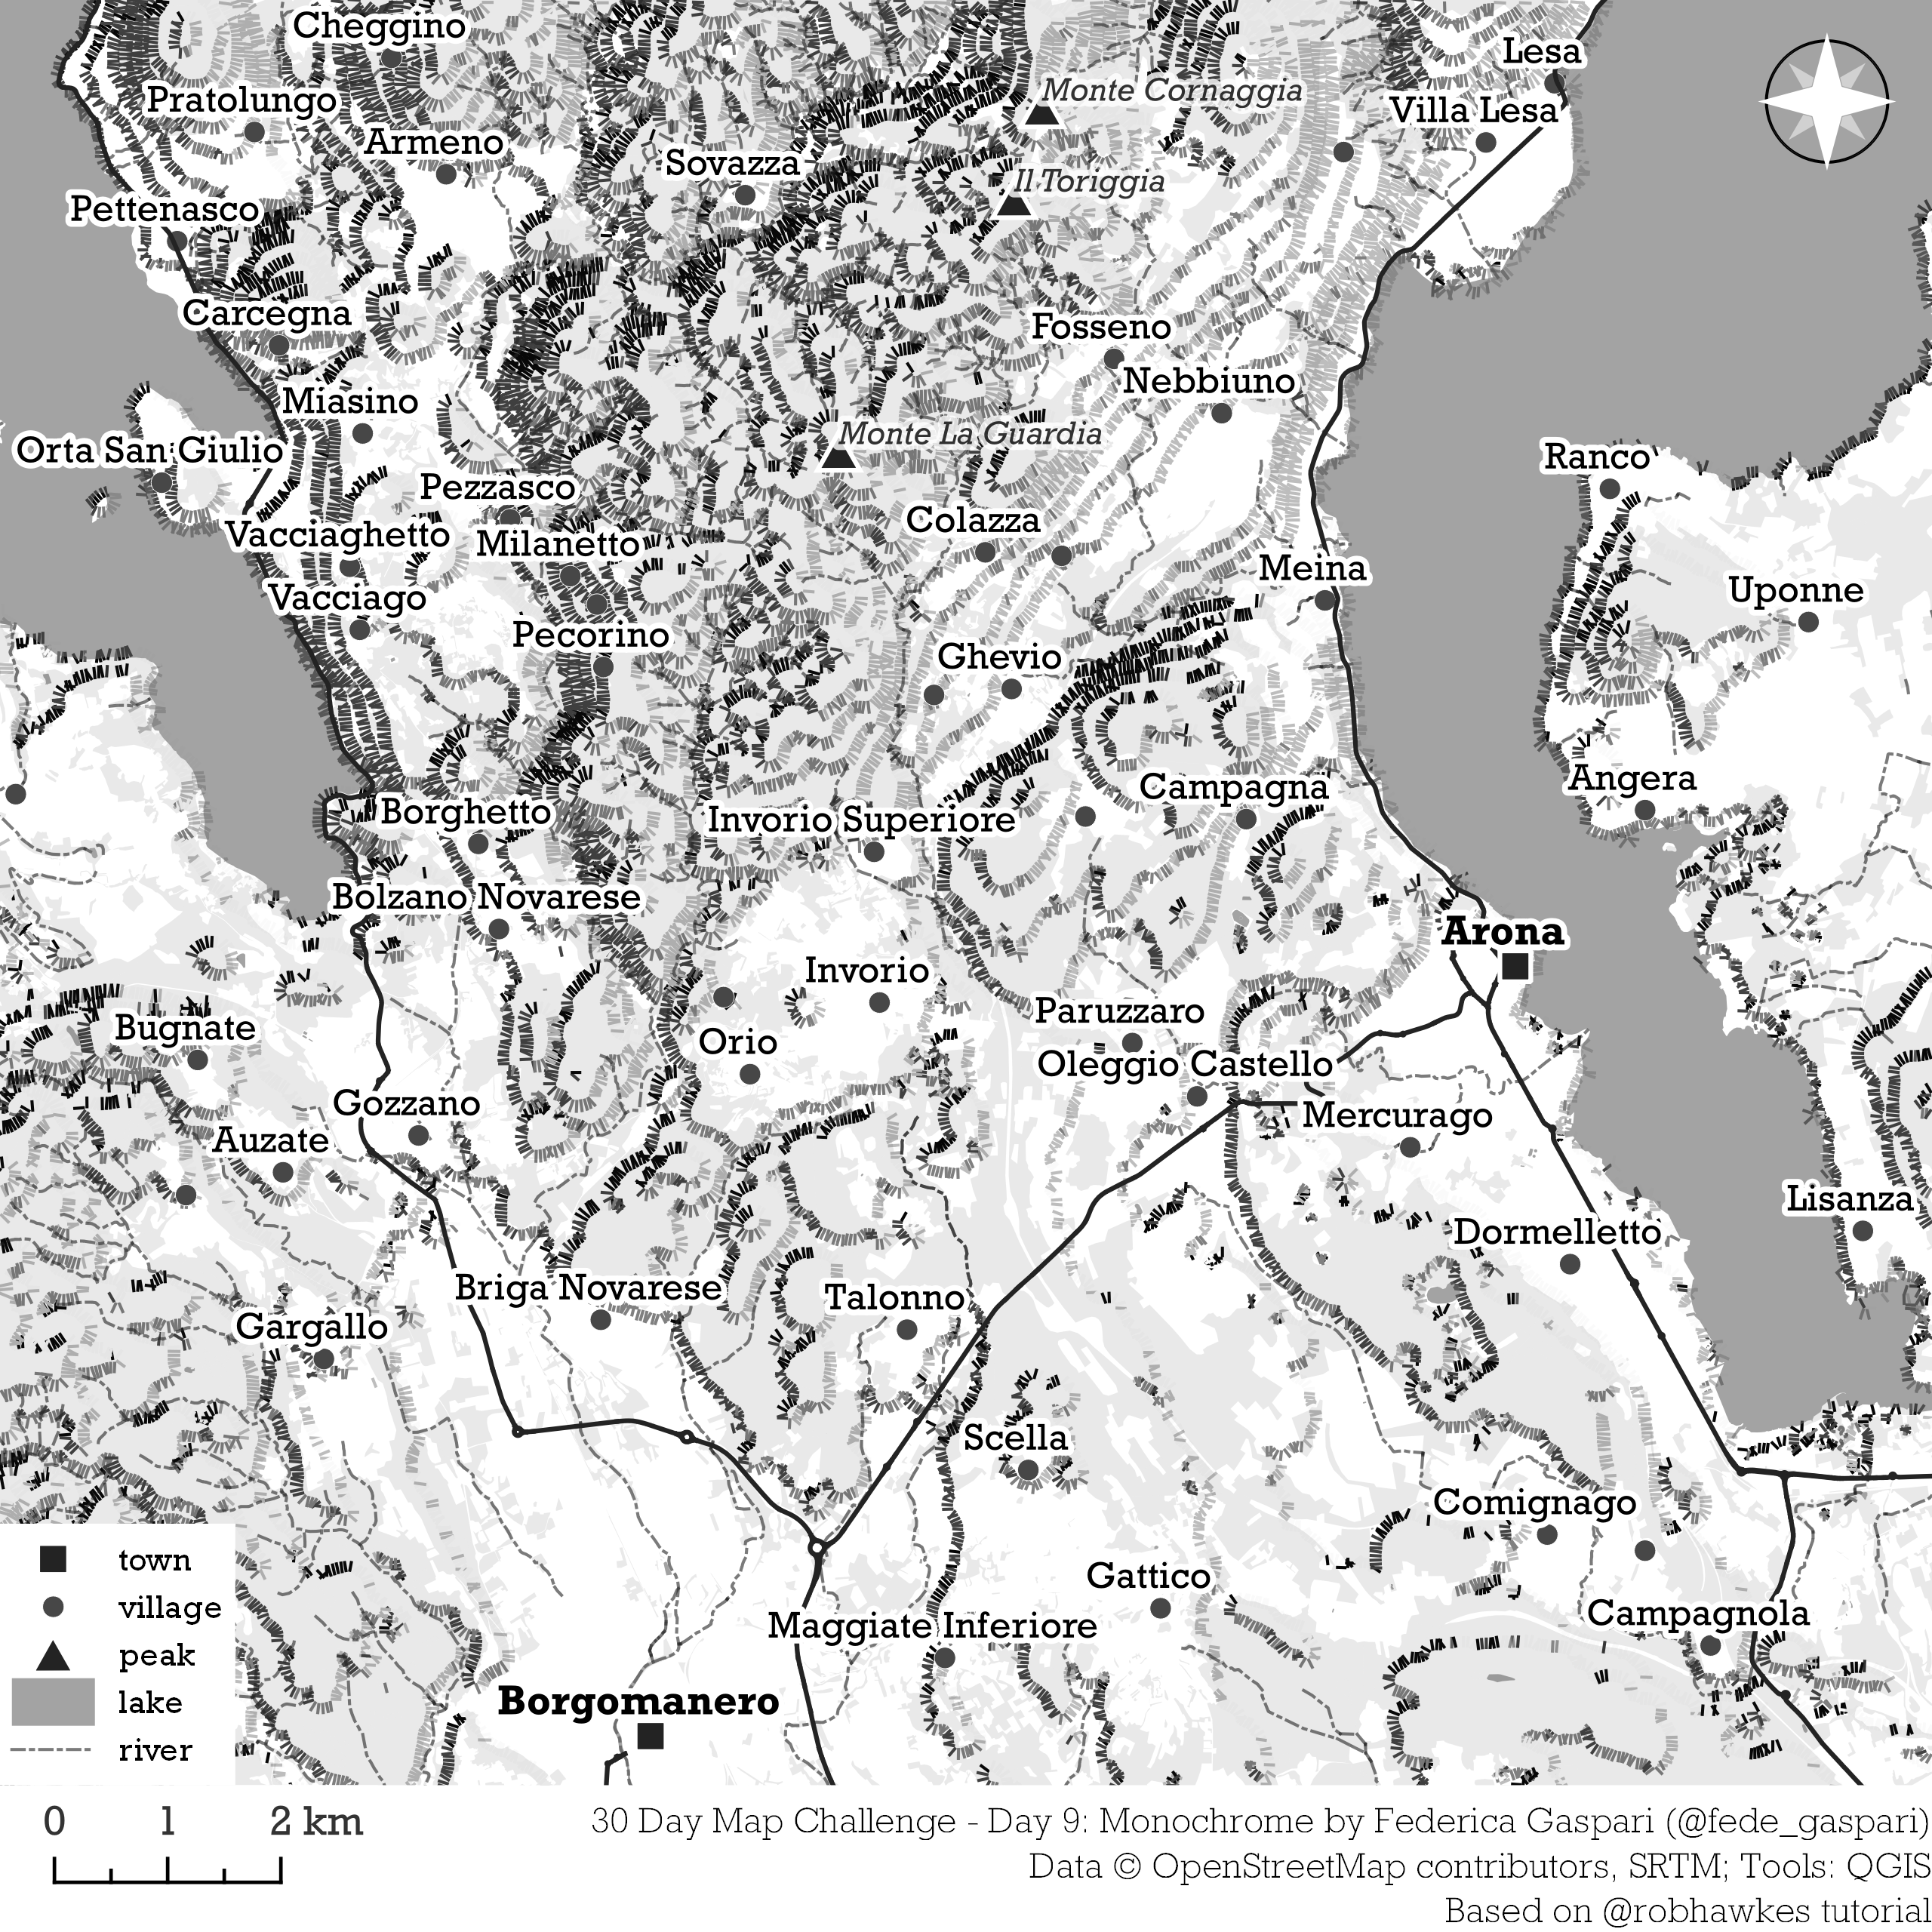 Cheggino
Lesa
Monte Cornaggia
Pratolungo
Villa Lesa
Armeno
Sovazza
Il Toriggia
Pettenasco
Carcegna
Fosseno
Nebbiuno
Miasino
Monte La Guardia
Orta San Giulio
Ranco
Pezzasco
Colazza
Vacciaghetto
Milanetto
Meina
Uponne
Vacciago
Pecorino
Ghevio
Angera
Campagna
Borghetto
Invorio Superiore
Bolzano Novarese
Arona
Invorio
Paruzzaro
Bugnate
Orio
Oleggio Castello
Gozzano
Mercurago
Auzate
Lisanza
Dormelletto
Briga Novarese
Talonno
Gargallo
Scella
Comignago
town
Gattico
village
Campagnola
Maggiate Inferiore
peak
Borgomanero
lake
river
0 1 2 km
30 Day Map Challenge - Day 9: Monochrome by Federica Gaspari (@fede_gaspari)
Data © OpenStreetMap contributors, SRTM; Tools: QGIS
Based on @robhawkes tutorial